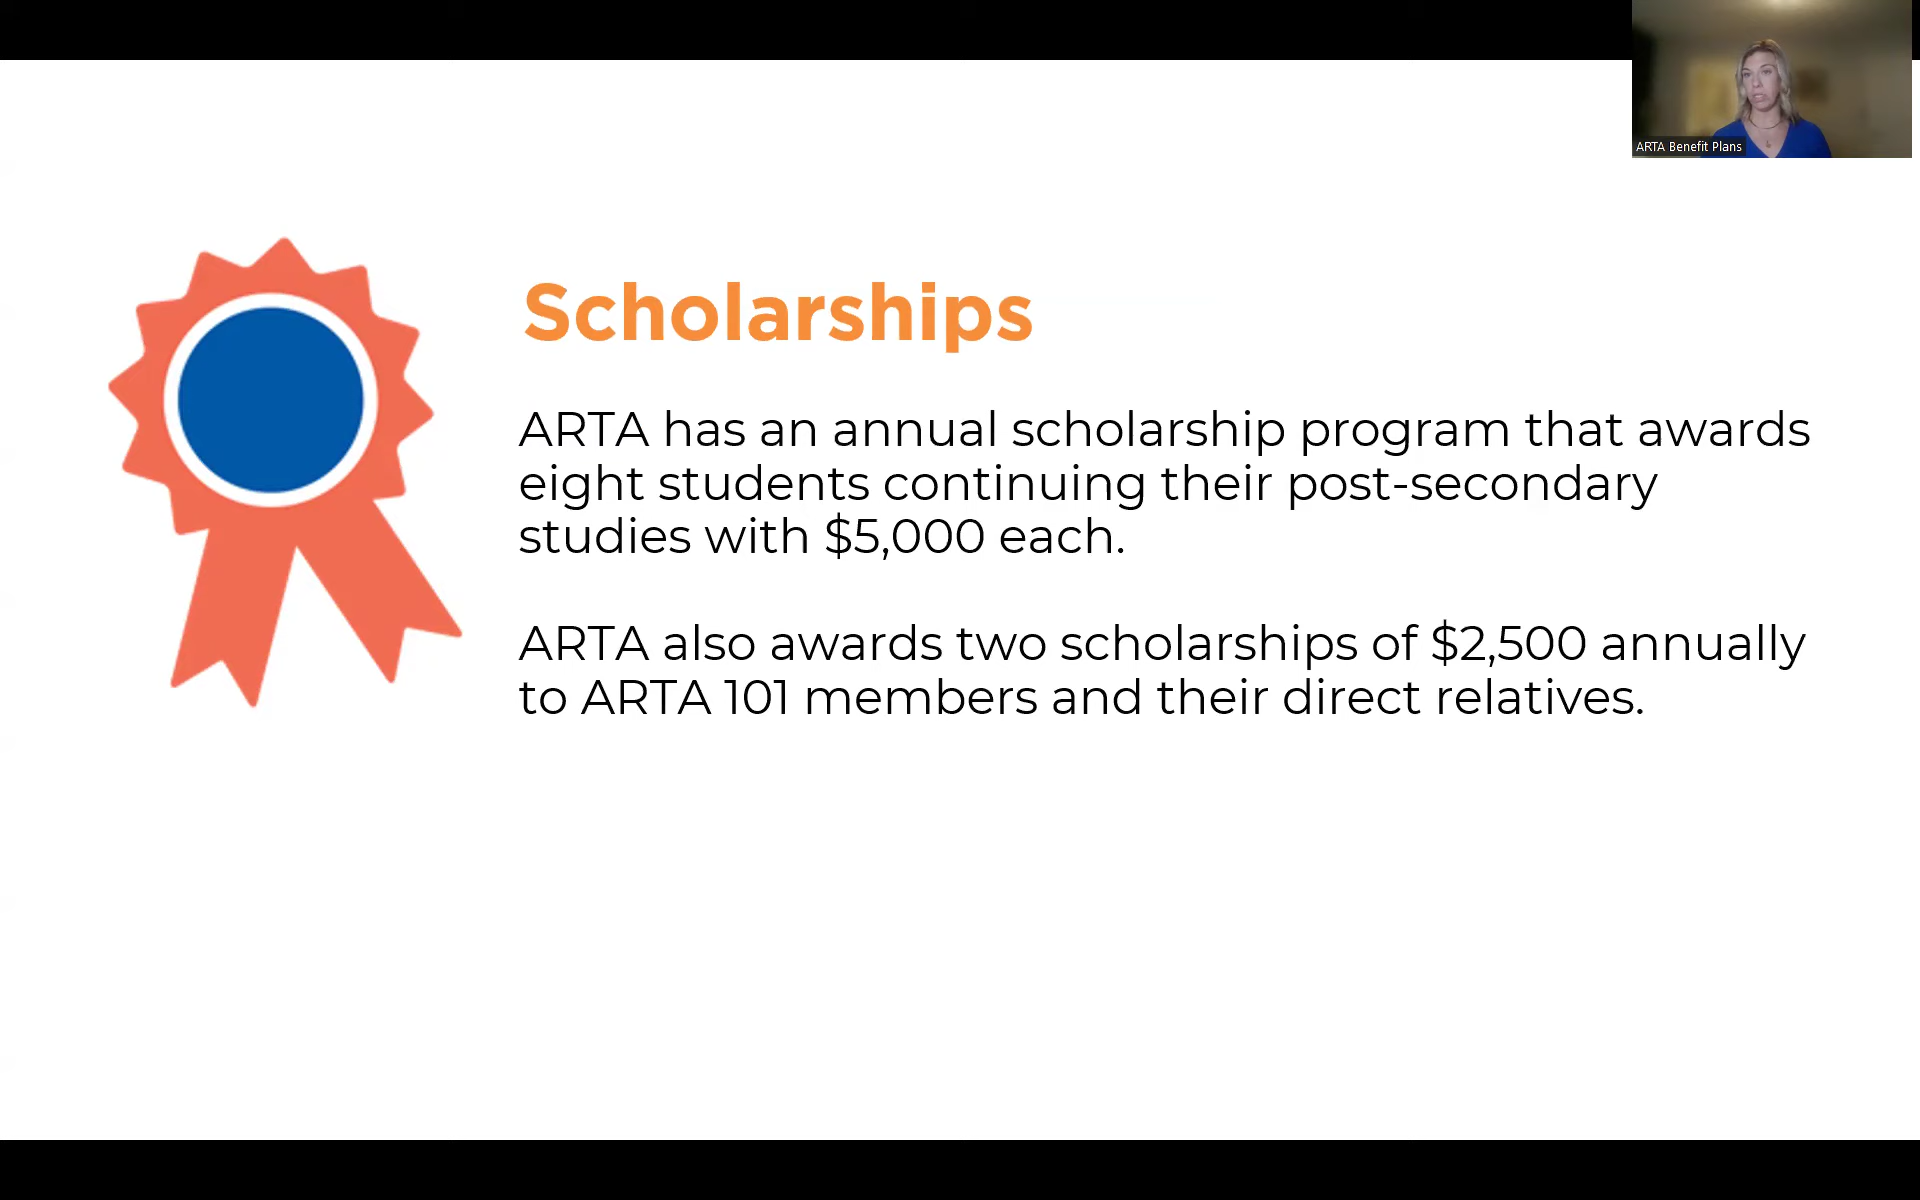 ARTA Benefit Plans
Scholarships
ARTA has an annual scholarship program that awards
eight students continuing their post-secondary
studies with $5,000 each.
ARTA also awards two scholarships of $2,500 annually
to ARTA 101 members and their direct relatives.